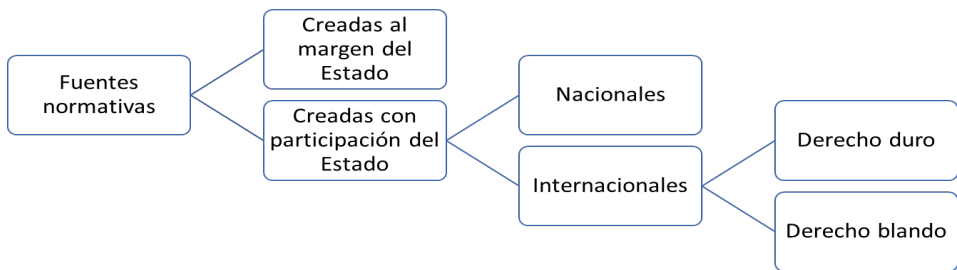 Fuentes
normativas
Creadas al
margen del
Estado
Creadas con
participación del
Estado
Nacionales
Internacionales
Derecho duro
Derecho blando